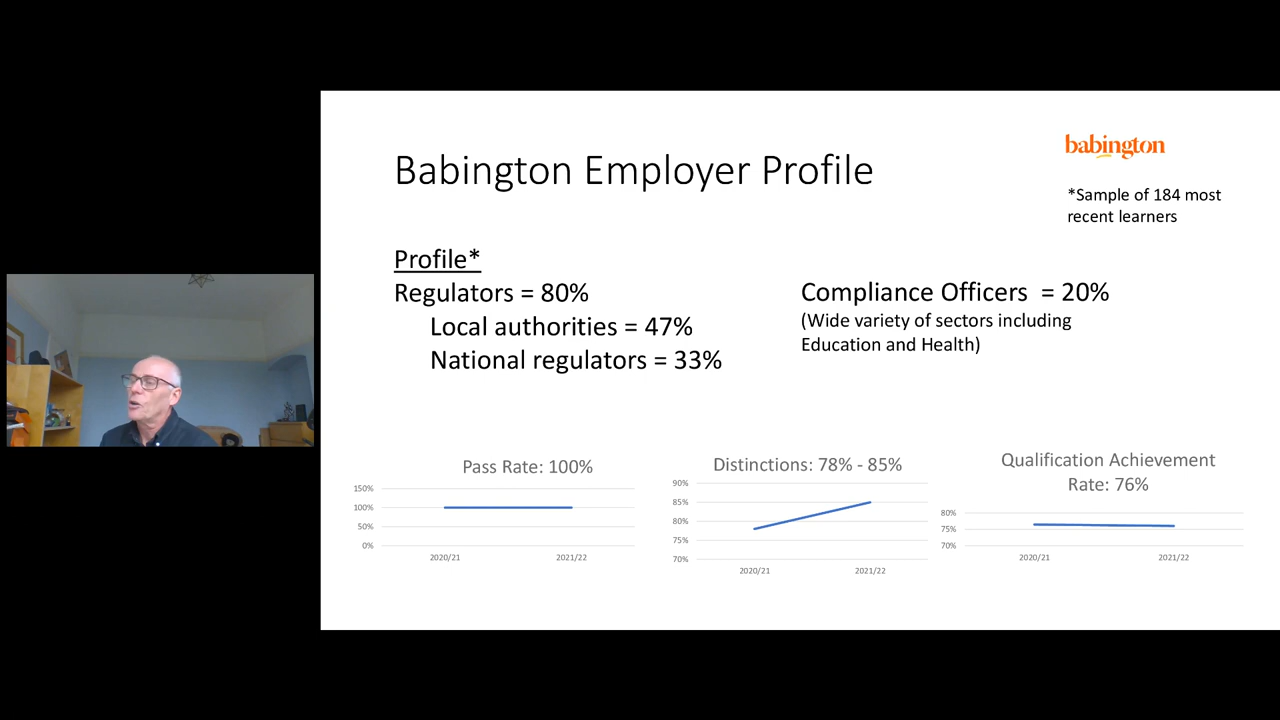 Babington Employer Profile
babington
*Sample of 184 most
recent learners
Profile*
Regulators = 80%
Local authorities = 47%
National regulators = 33%
Compliance Officers  = 20%
(Wide variety of sectors including
Education and Health)
Pass Rate: 100%
150%
100%
50%
0%
2020/21
2021/22
Distinctions: 78% - 85%
90%
85%
80%
75%
70%
2020/21
2021/22
Qualification Achievement
Rate: 76%
80%
75%
70%
2020/21
2021/22